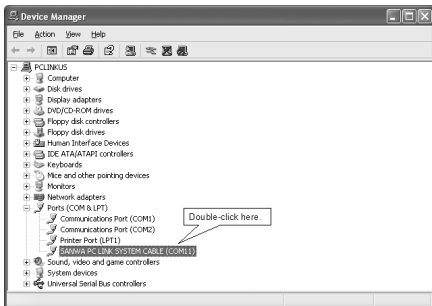 Device Manager
File Action View Help
PCLINKUS
Computer
Disk drives
Display adapters
DVD/CD-ROM drives
Floppy disk controllers
Floppy disk drives
Human Interface Devices
IDE ATA/ATAPI controllers
Keyboards
Mice and other pointing devices
Monitors
Network adapters
Ports (COM & LPT)
Communications Port (COM1)
Double-click here.
Communications Port (COM2)
Printer Port (LPT1)
SANWA PC LINK SYSTEM CABLE (COM11)
Sound, video and game controllers
System devices
Universal Serial Bus controllers